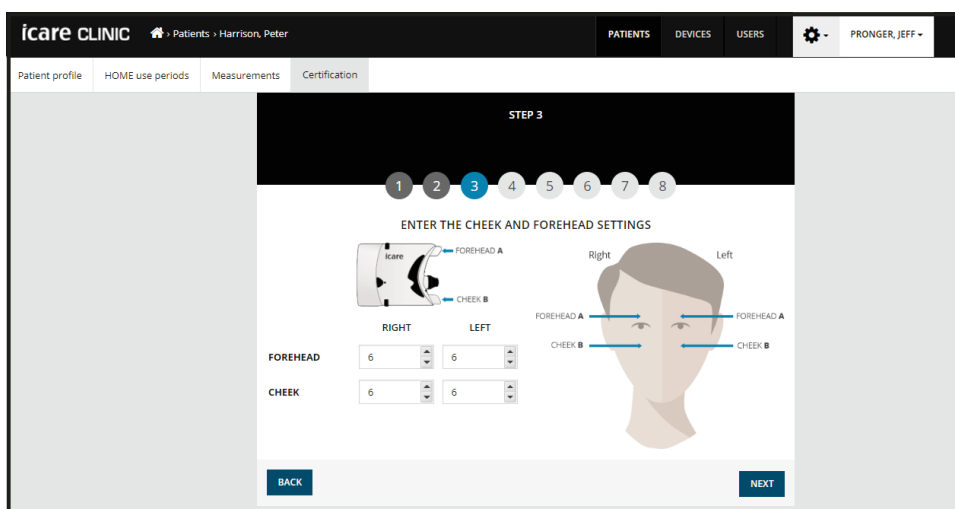 icare CLINIC › Patients › Harrison, Peter PATIENTS DEVICES USERS PRONGER, JEFF
Patient profile HOME use periods Measurements Certification
STEP 3
1 2 3 4 5 6 7 8
ENTER THE CHEEK AND FOREHEAD SETTINGS
icare FOREHEAD A
CHEEK B
Right Left
FOREHEAD A FOREHEAD A
CHEEK B CHEEK B
RIGHT LEFT
FOREHEAD 6 6
CHEEK 6 6
BACK NEXT